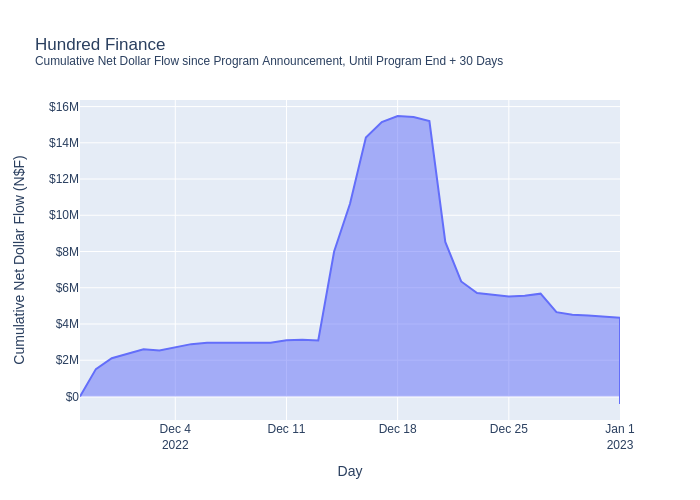 Hundred Finance
Cumulative Net Dollar Flow since Program Announcement, Until Program End + 30 Days
Cumulative Net Dollar Flow (N$F)
$16M
$14M
$12M
$10M
$8M
$6M
$4M
$2M
$0
Dec 4
2022
Dec 11
Dec 18
Dec 25
Jan 1
2023
Day